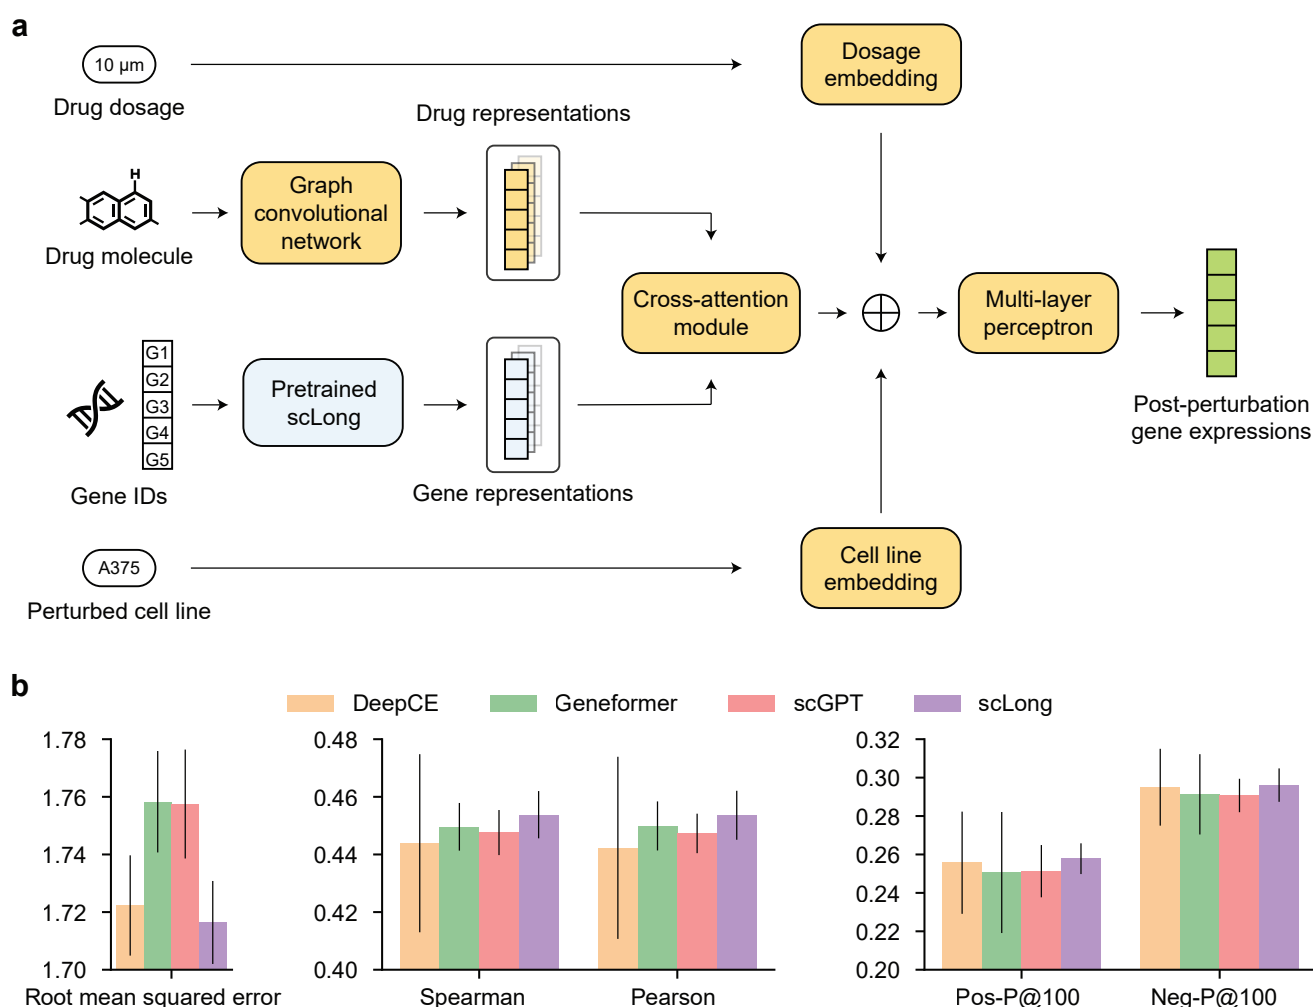 a
10 μm
Drug dosage
Dosage
embedding
Drug representations
H
Drug molecule
Graph
convolutional
network
Cross-attention
module
Multi-layer
perceptron
Post-perturbation
gene expressions
G1
G2
G3
G4
G5
Gene IDs
Pretrained
scLong
Gene representations
A375
Perturbed cell line
Cell line
embedding
b
DeepCE
Geneformer
scGPT
scLong
1.78
1.76
1.74
1.72
1.70
Root mean squared error
0.48
0.46
0.44
0.42
0.40
Spearman
Pearson
0.32
0.30
0.28
0.26
0.24
0.22
0.20
Pos-P@100
Neg-P@100